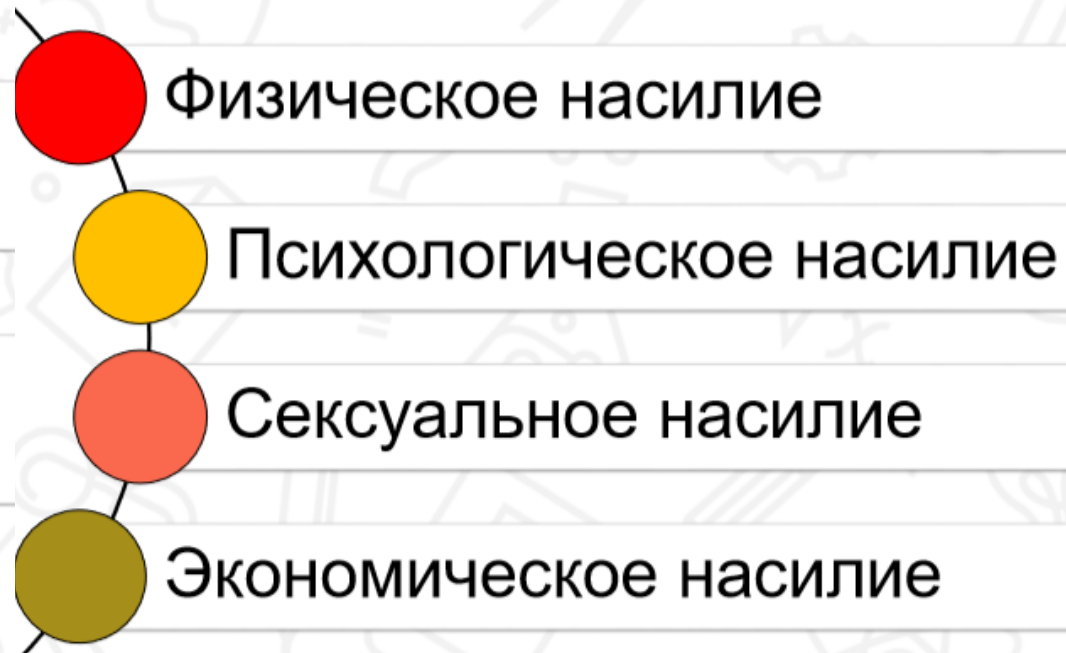 Физическое насилие
Психологическое насилие
Сексуальное насилие
Экономическое насилие